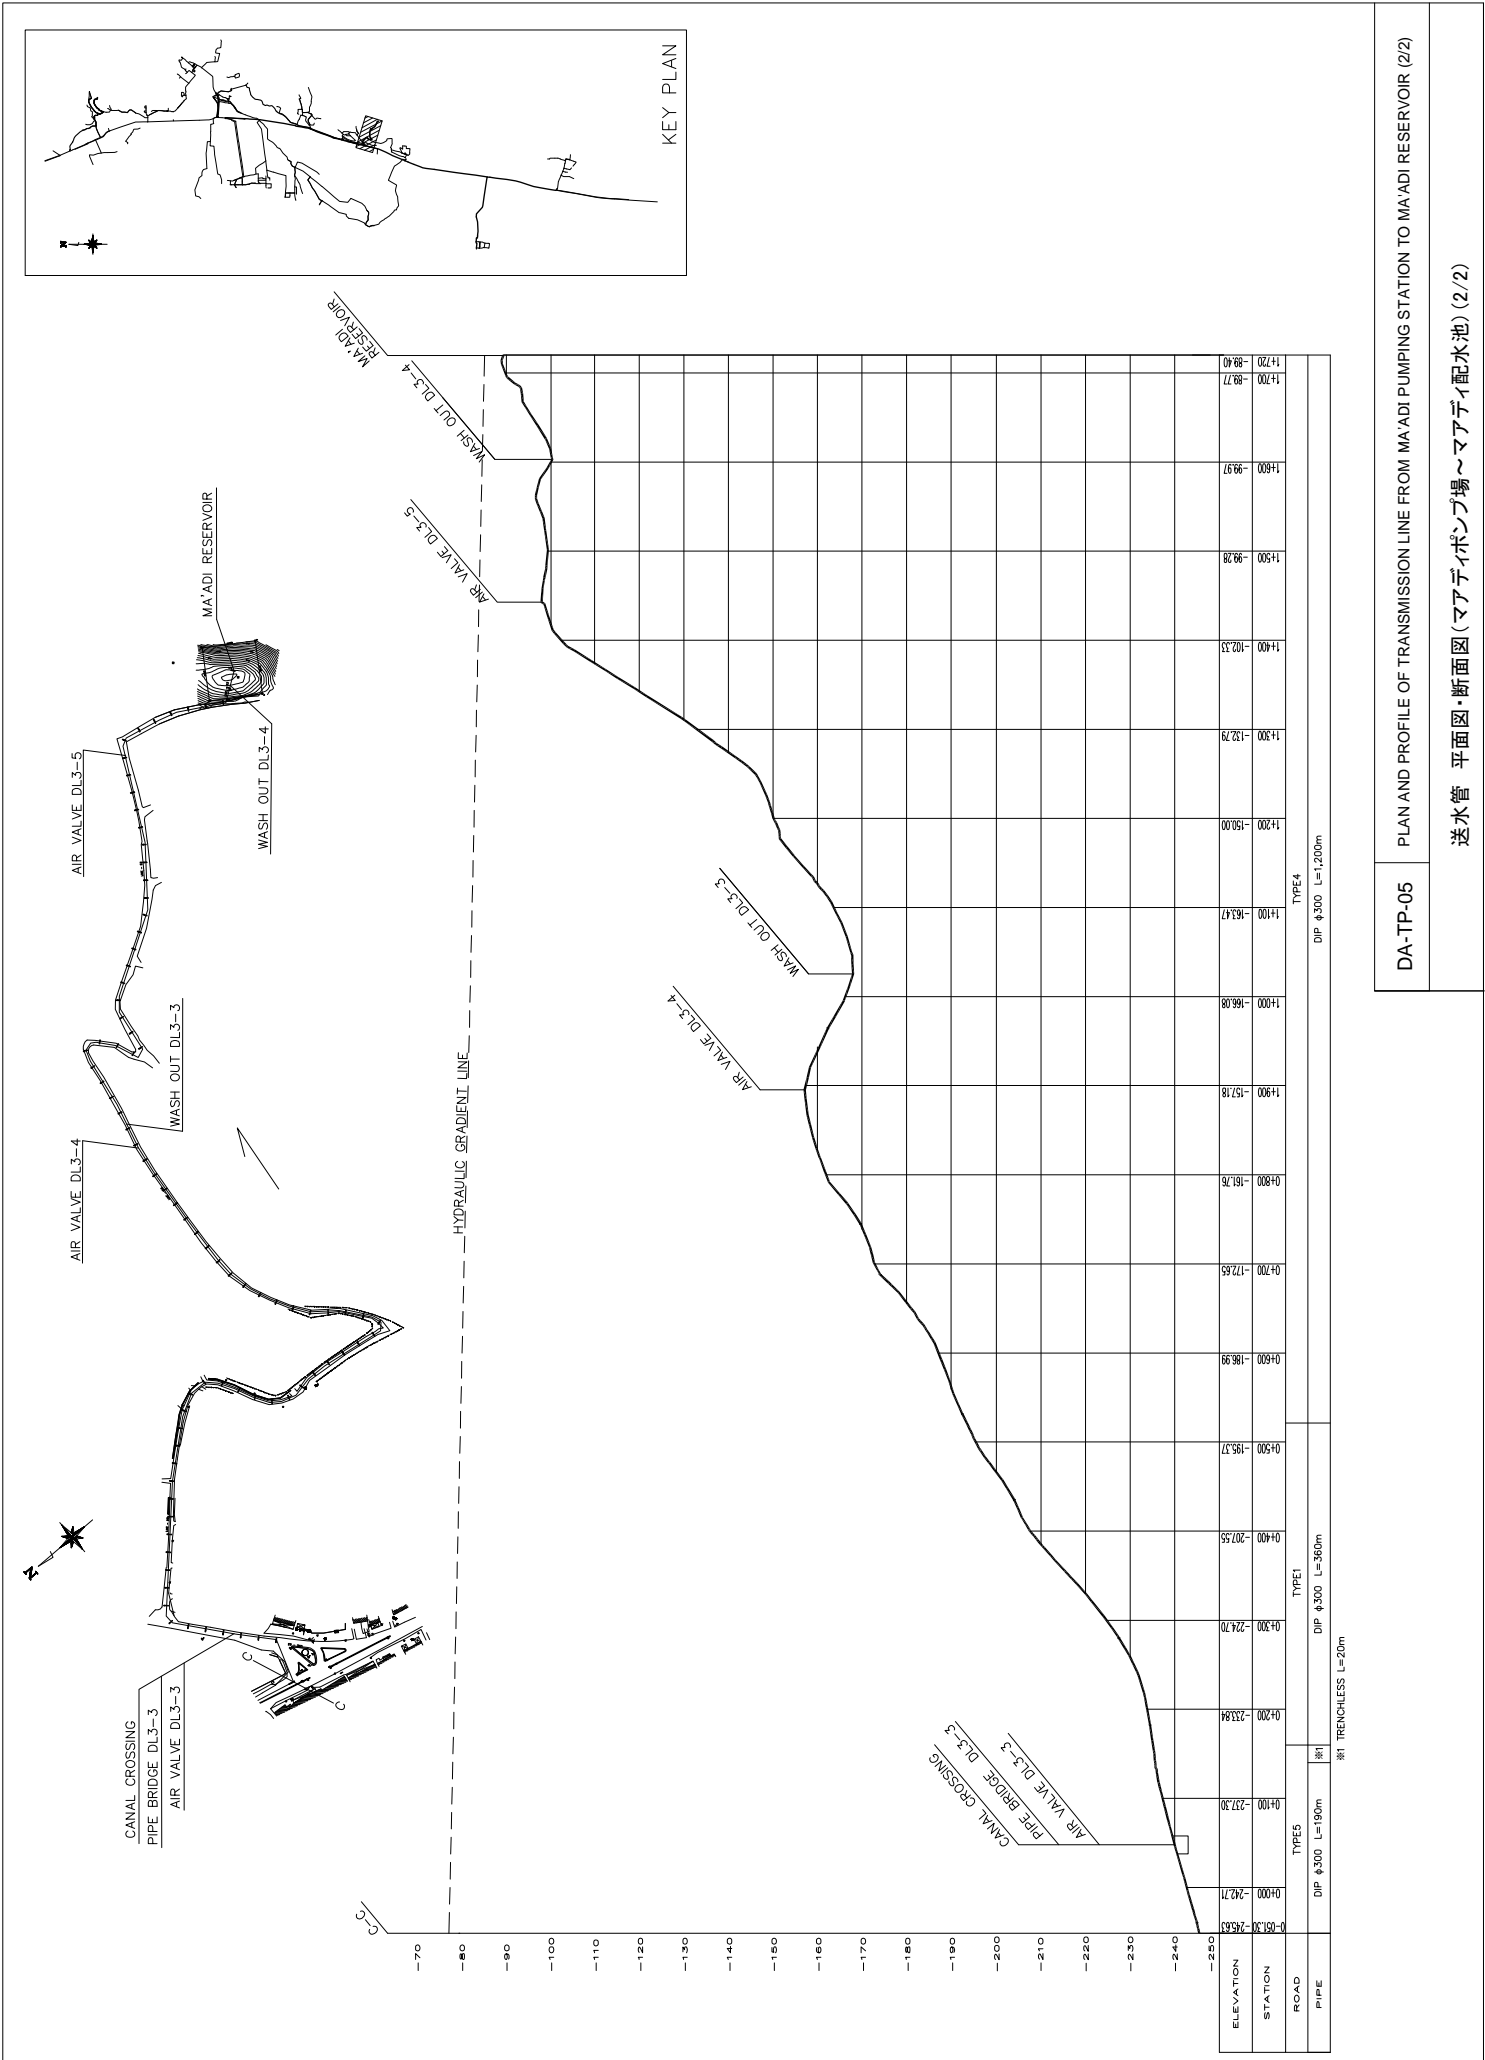 KEY PLAN
N
N
CANAL CROSSING
PIPE BRIDGE DL3-3
AIR VALVE DL3-3
C
C
AIR VALVE DL3-4
WASH OUT DL3-3
AIR VALVE DL3-5
WASH OUT DL3-4
MA'ADI RESERVOIR
C-C
HYDRAULIC GRADIENT LINE
CANAL CROSSING
PIPE BRIDGE DL3-3
AIR VALVE DL3-3
AIR VALVE DL3-4
WASH OUT DL3-3
AIR VALVE DL3-5
WASH OUT DL3-4
MA'ADI
RESERVOIR
-70
-80
-90
-100
-110
-120
-130
-140
-150
-160
-170
-180
-190
-200
-210
-220
-230
-240
-250
ELEVATION -245.63 -242.71 -237.30 -233.84 -224.70 -207.55 -195.37 -186.99 -172.65 -161.76 -157.18 -166.08 -163.47 -150.00 -132.79 -102.33 -99.28 -99.97 -89.77 -89.40
STATION 0-051.30 0+000 0+100 0+200 0+300 0+400 0+500 0+600 0+700 0+800 1+900 1+000 1+100 1+200 1+300 1+400 1+500 1+600 1+700 1+720
ROAD TYPE5 TYPE1 TYPE4
PIPE DIP φ300 L=190m ※1 DIP φ300 L=360m DIP φ300 L=1,200m
※1 TRENCHLESS L=20m
DA-TP-05 PLAN AND PROFILE OF TRANSMISSION LINE FROM MA'ADI PUMPING STATION TO MA'ADI RESERVOIR (2/2)
送水管 平面図・断面図(マアディポンプ場～マアディ配水池)(2/2)